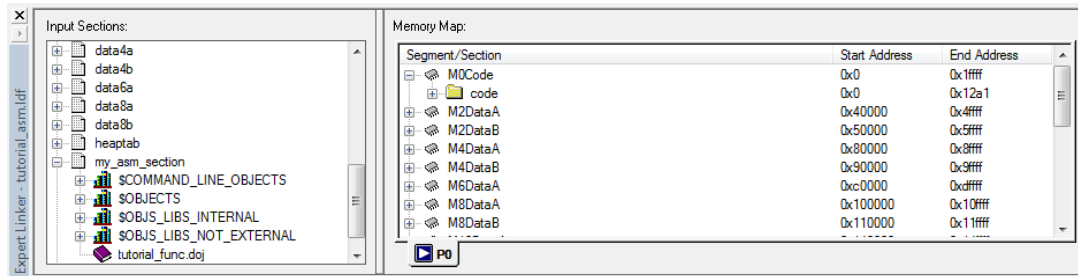 Expert Linker - tutorial_asm.ldf
Input Sections:
data4a
data4b
data6a
data8a
data8b
heaptab
my_asm_section
$COMMAND_LINE_OBJECTS
$OBJECTS
$OBJS_LIBS_INTERNAL
$OBJS_LIBS_NOT_EXTERNAL
tutorial_func.doj
Memory Map:
Segment/Section Start Address End Address
M0Code 0x0 0x1ffff
code 0x0 0x12a1
M2DataA 0x40000 0x4ffff
M2DataB 0x50000 0x5ffff
M4DataA 0x80000 0x8ffff
M4DataB 0x90000 0x9ffff
M6DataA 0xc0000 0xdffff
M8DataA 0x100000 0x10ffff
M8DataB 0x110000 0x11ffff
P0